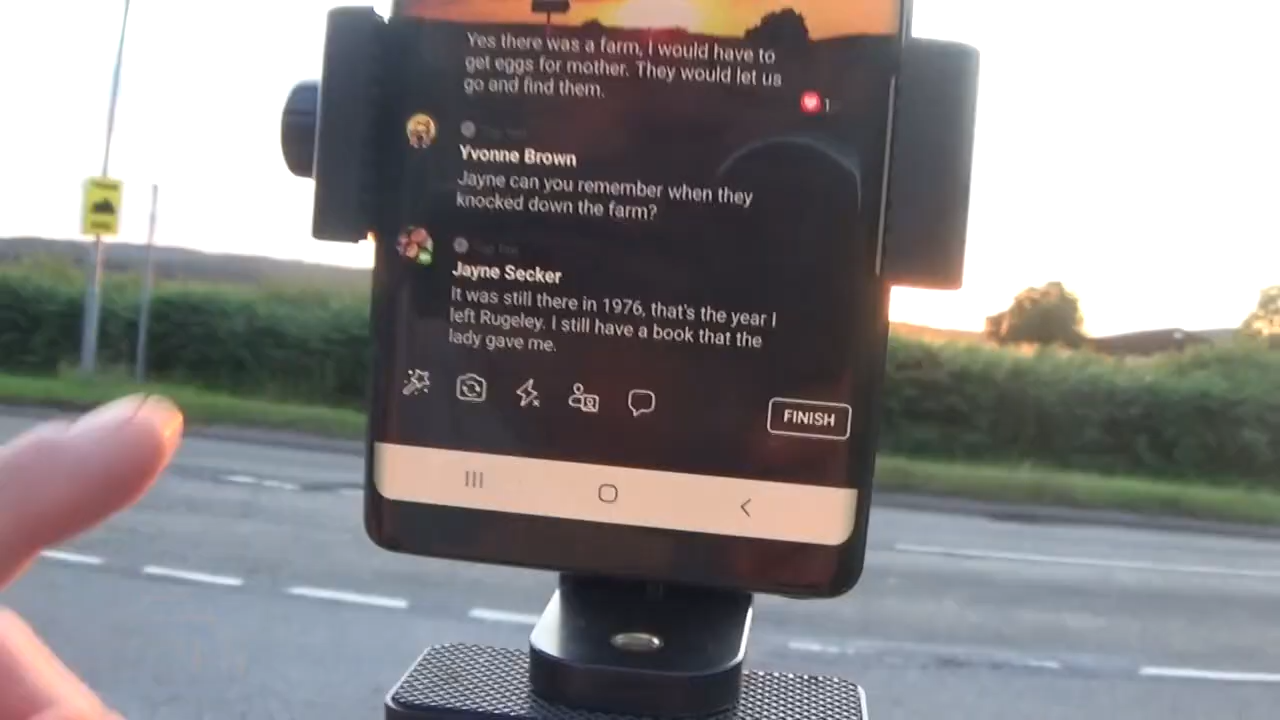 Yes there was a farm, I would have to
get eggs for mother. They would let us
go and find them.
1
Yvonne Brown
Jayne can you remember when they
knocked down the farm?
Jayne Secker
It was still there in 1976, that's the year I
left Rugeley. I still have a book that the
lady gave me.
FINISH